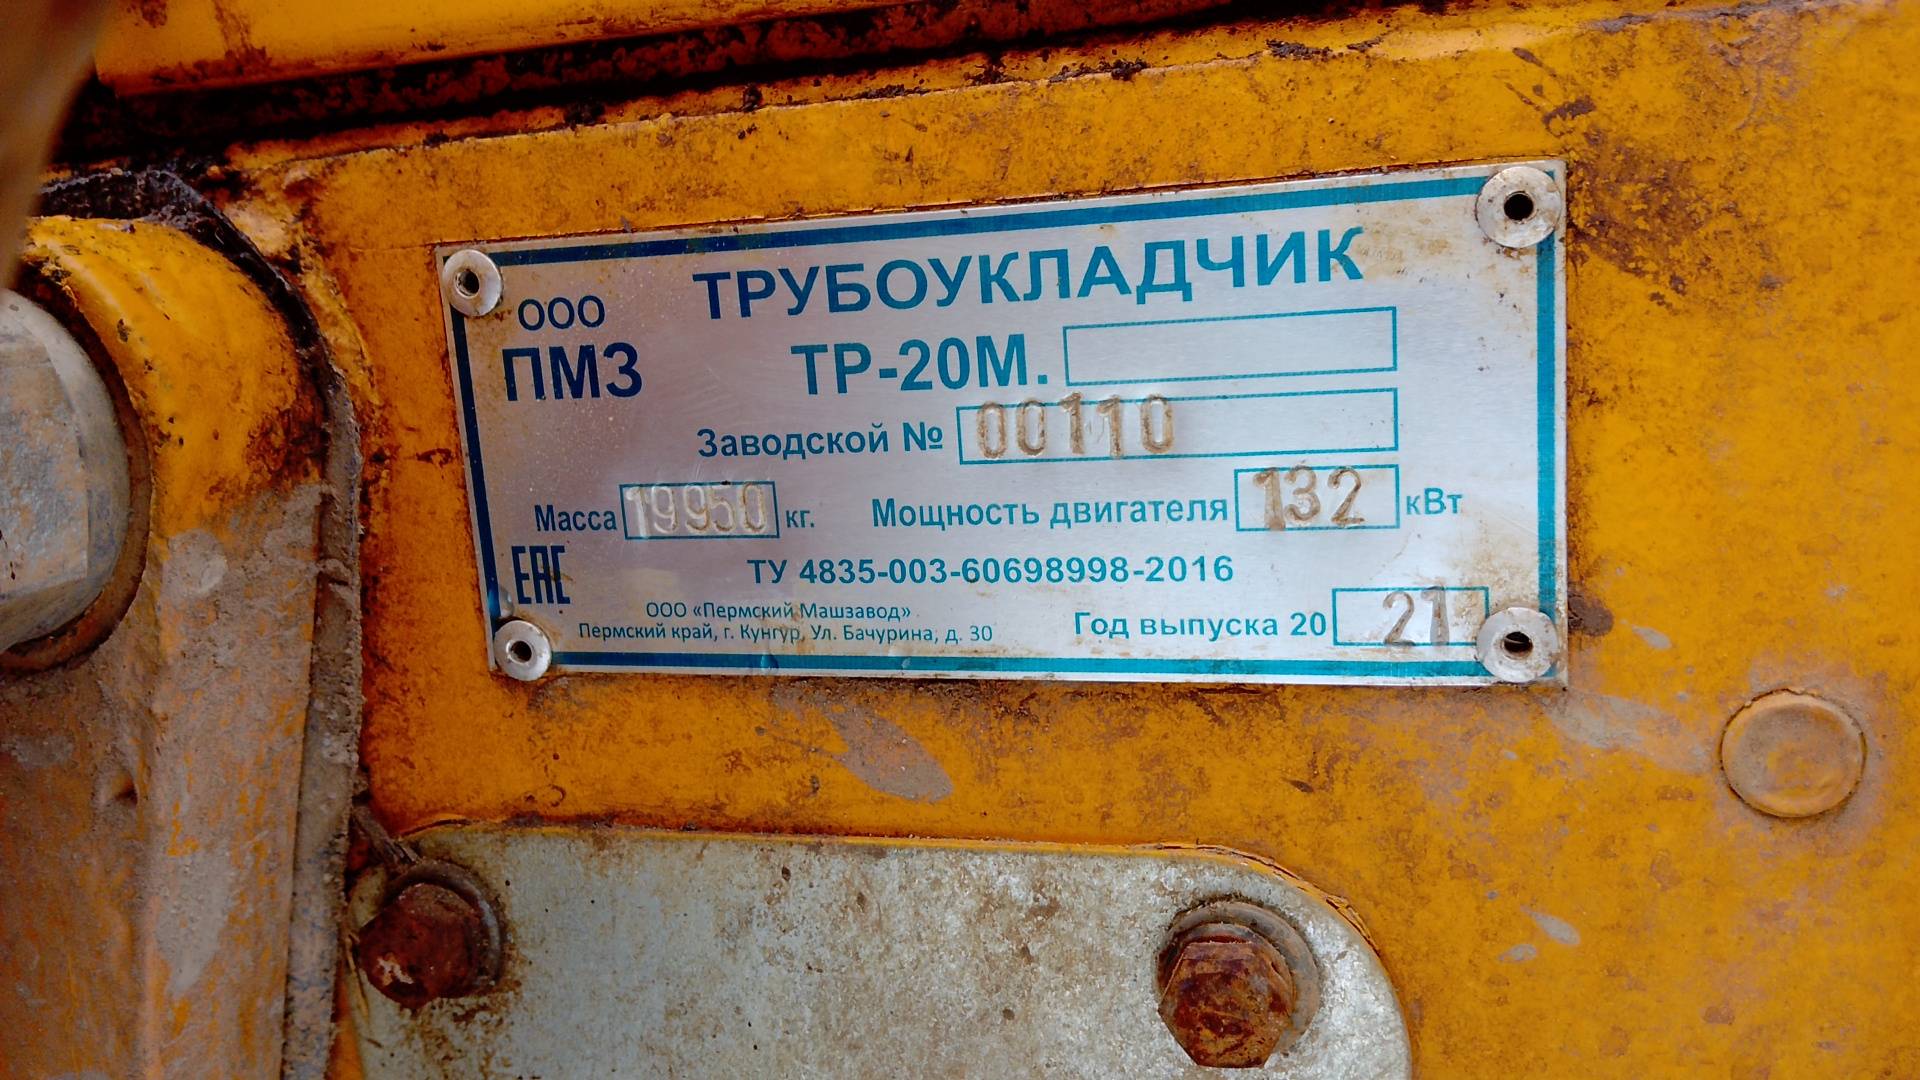 ООО
ПМЗ
ТРУБОУКЛАДЧИК
ТР-20М.
Заводской № 00110
Масса 19950 кг. Мощность двигателя 132 кВт
ЕАС
ТУ 4835-003-60698998-2016
ООО «Пермский Машзавод»
Пермский край, г. Кунгур, Ул. Бачурина, д. 30
Год выпуска 20 21